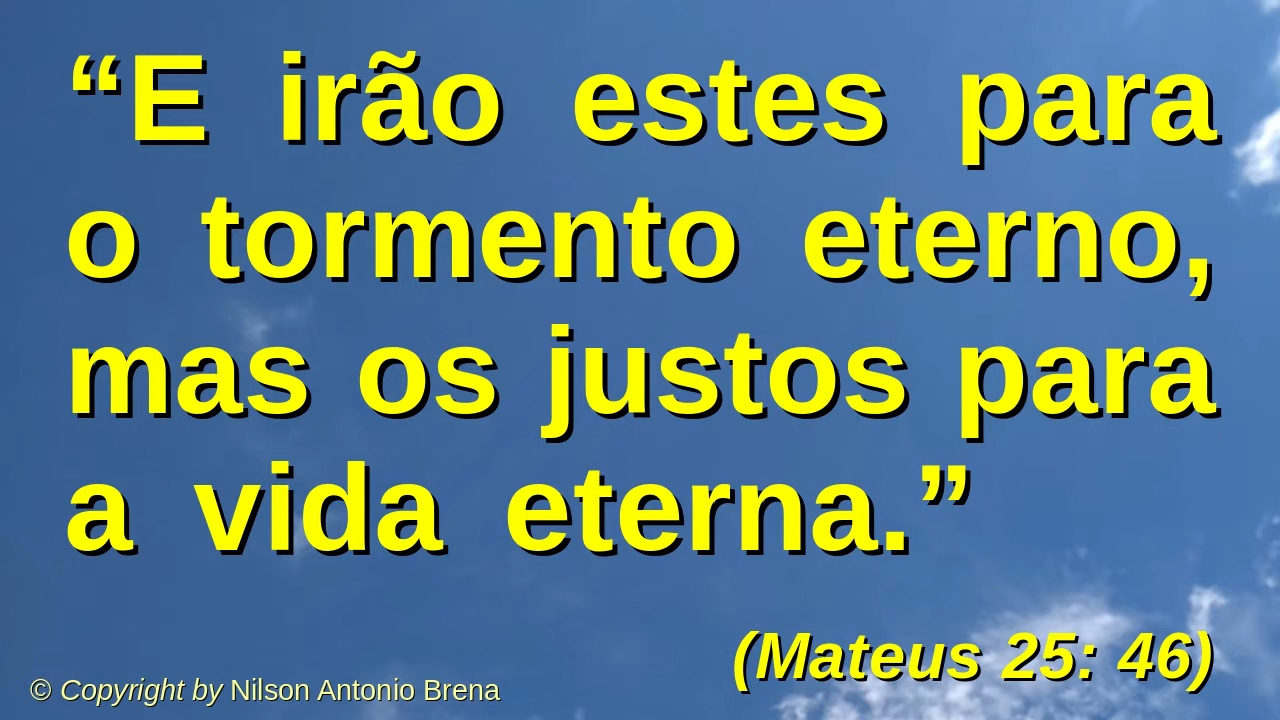 “E irão estes para
o tormento eterno,
mas os justos para
a vida eterna.”
(Mateus 25: 46)
© Copyright by Nilson Antonio Brena